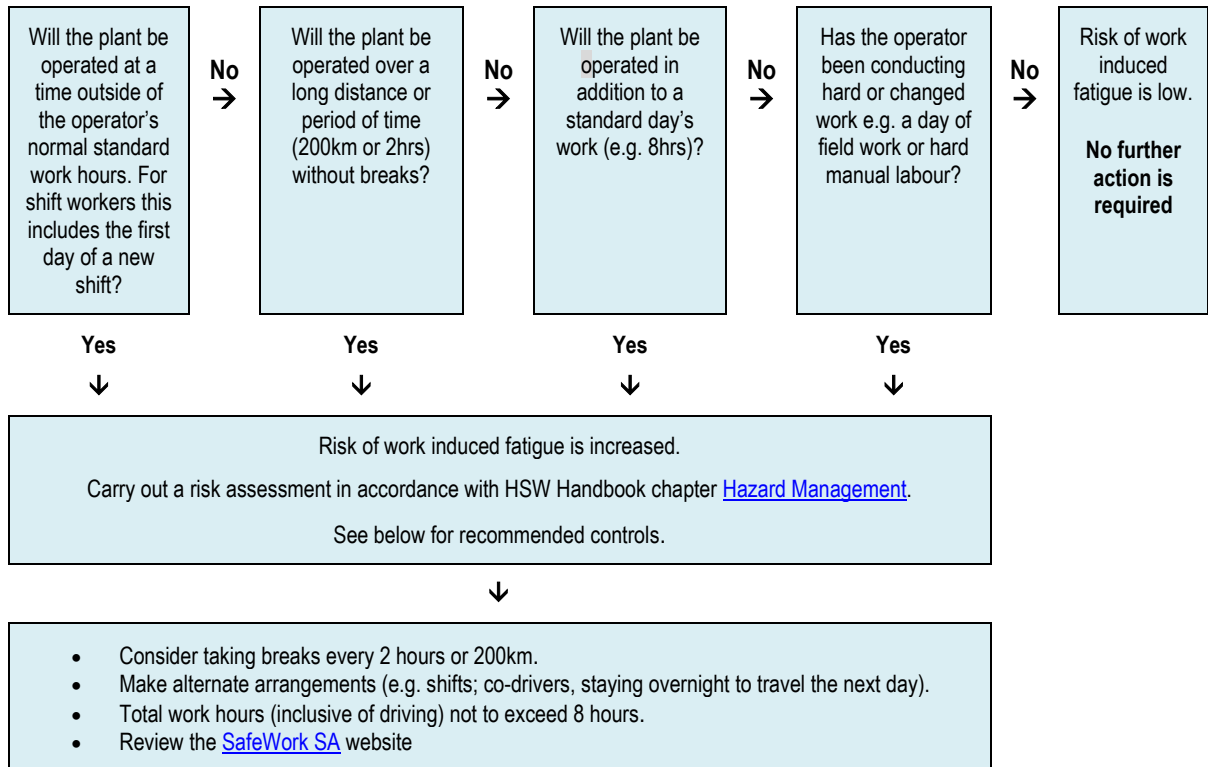 Will the plant be
operated at a
time outside of
the operator's
normal standard
work hours. For
shift workers this
includes the first
day of a new
shift?
No
→
Will the plant be
operated over a
long distance or
period of time
(200km or 2hrs)
without breaks?
No
→
Will the plant be
operated in
addition to a
standard day's
work (e.g. 8hrs)?
No
→
Has the operator
been conducting
hard or changed
work e.g. a day of
field work or hard
manual labour?
No
→
Risk of work
induced
fatigue is low.
No further
action is
required
Yes
↓
Yes
↓
Yes
↓
Yes
↓
Risk of work induced fatigue is increased.
Carry out a risk assessment in accordance with HSW Handbook chapter Hazard Management.
See below for recommended controls.
↓
• Consider taking breaks every 2 hours or 200km.
• Make alternate arrangements (e.g. shifts; co-drivers, staying overnight to travel the next day).
• Total work hours (inclusive of driving) not to exceed 8 hours.
• Review the SafeWork SA website